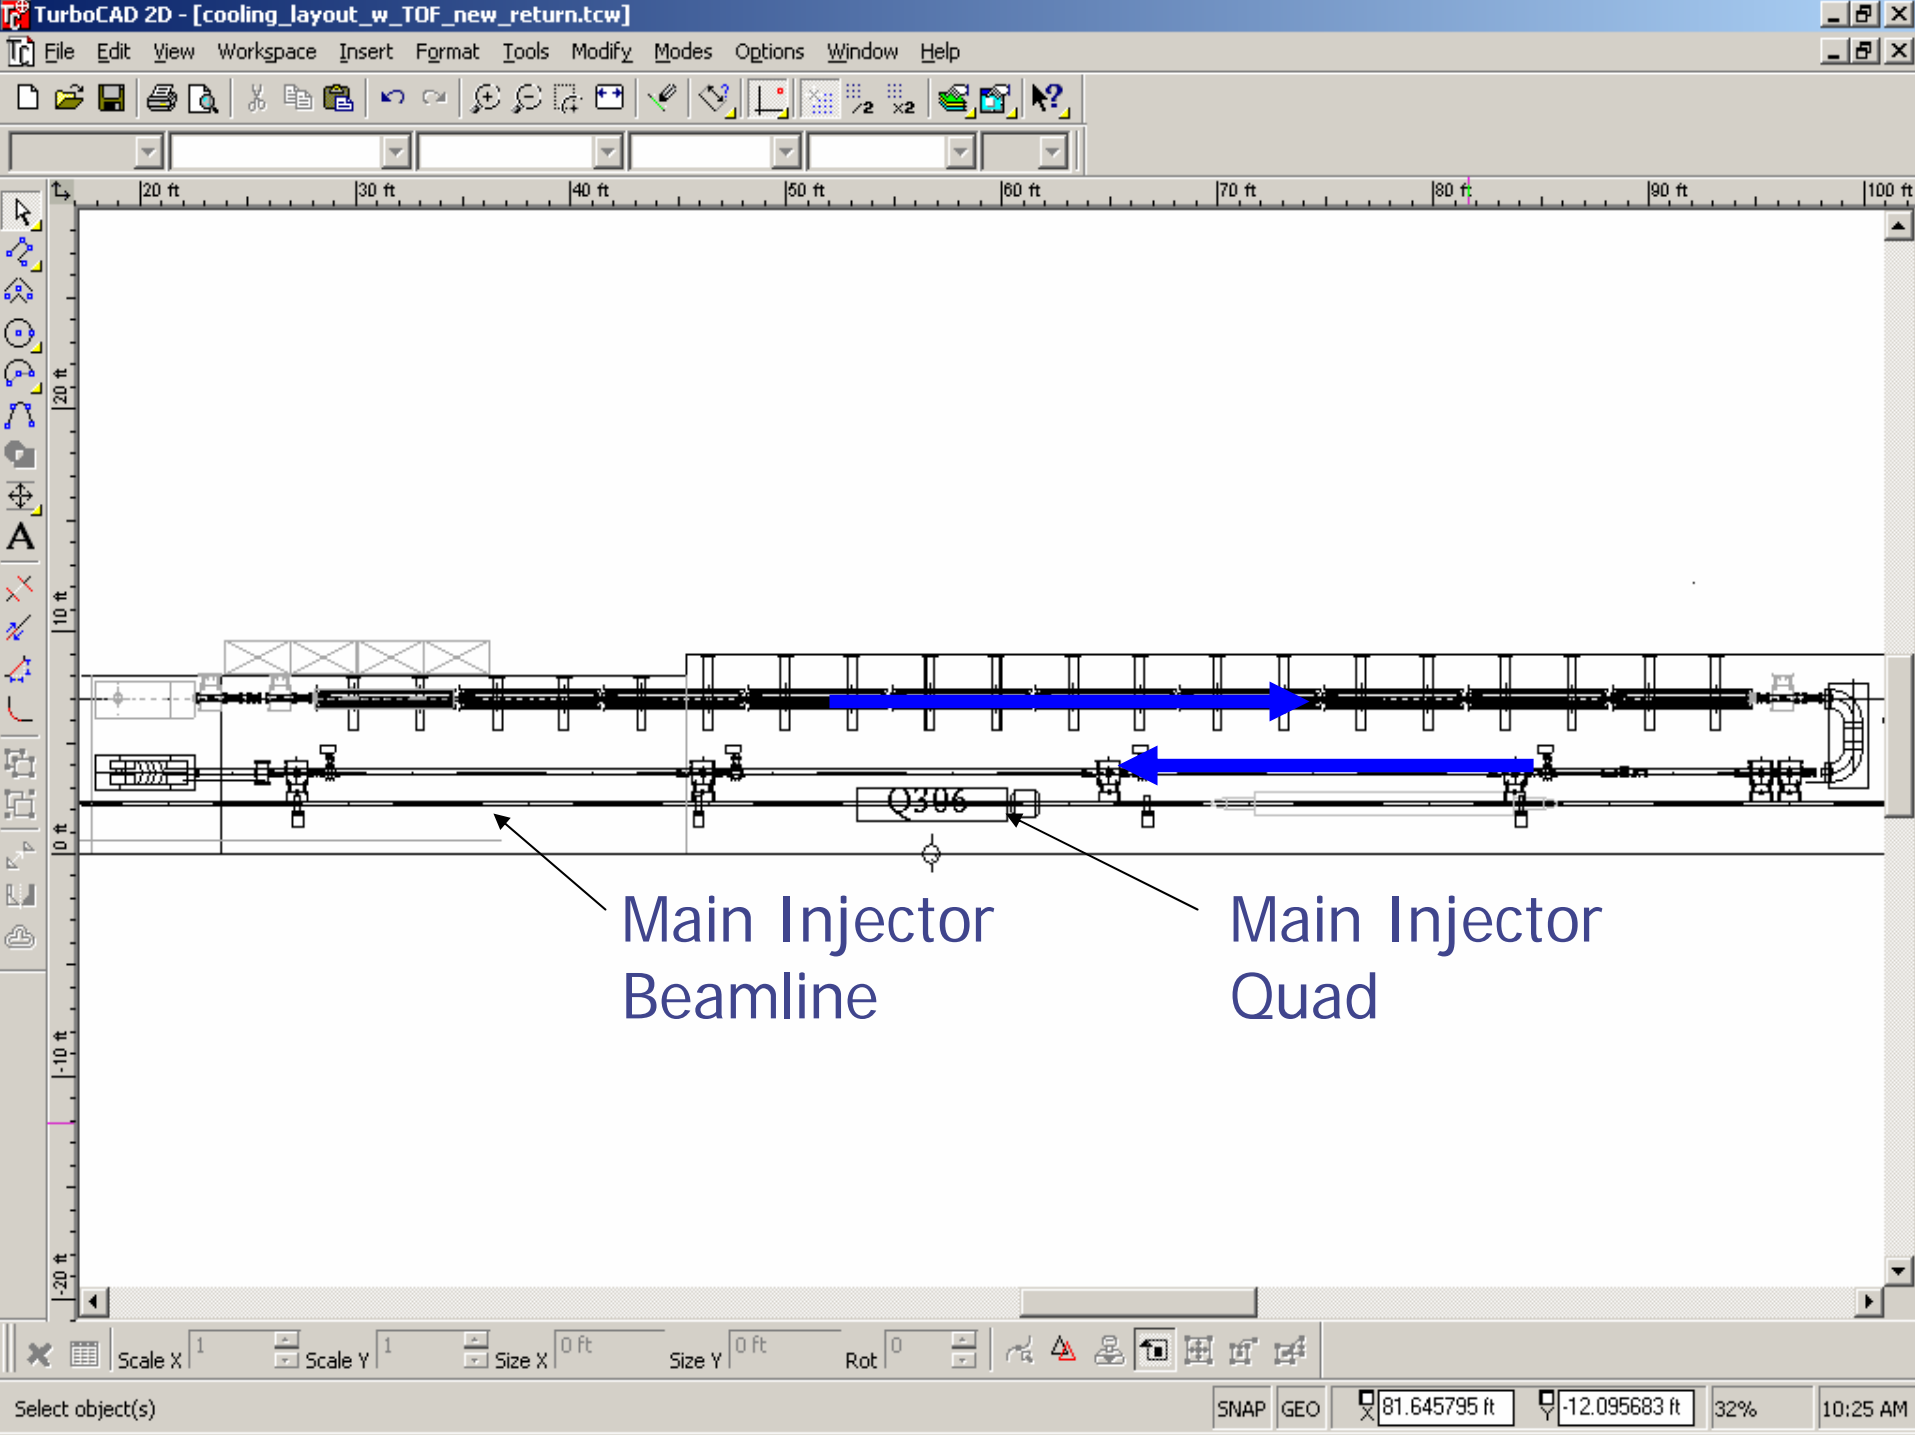 TurboCAD 2D - [cooling_layout_w_TOF_new_return.tcw]
File Edit View Workspace Insert Format Tools Modify Modes Options Window Help
/2 x2
20 ft 30 ft 40 ft 50 ft 60 ft 70 ft 80 ft 90 ft 100 ft
20 ft
10 ft
0 ft
-10 ft
-20 ft
A
Q306
Main Injector
Beamline
Main Injector
Quad
Scale X 1 Scale Y 1 Size X 0 ft Size Y 0 ft Rot 0
Select object(s) SNAP GEO X 81.645795 ft Y -12.095683 ft 32% 10:25 AM